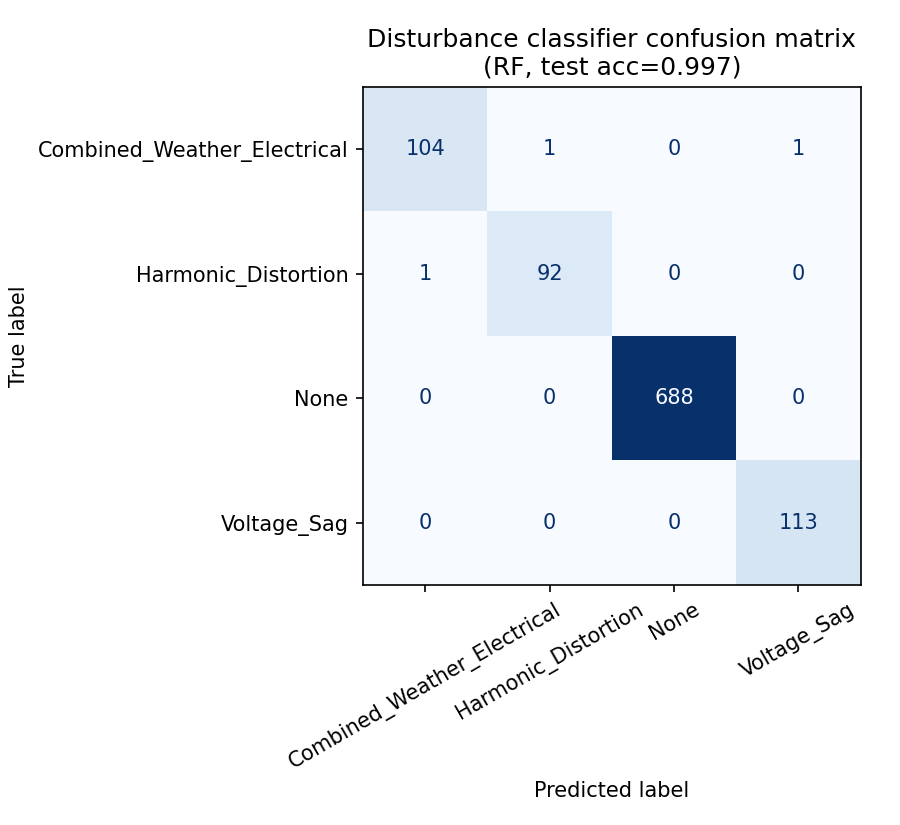 Disturbance classifier confusion matrix
(RF, test acc=0.997)
True label
Combined_Weather_Electrical 104 1 0 1
Harmonic_Distortion 1 92 0 0
None 0 0 688 0
Voltage_Sag 0 0 0 113
Combined_Weather_Electrical Harmonic_Distortion None Voltage_Sag
Predicted label